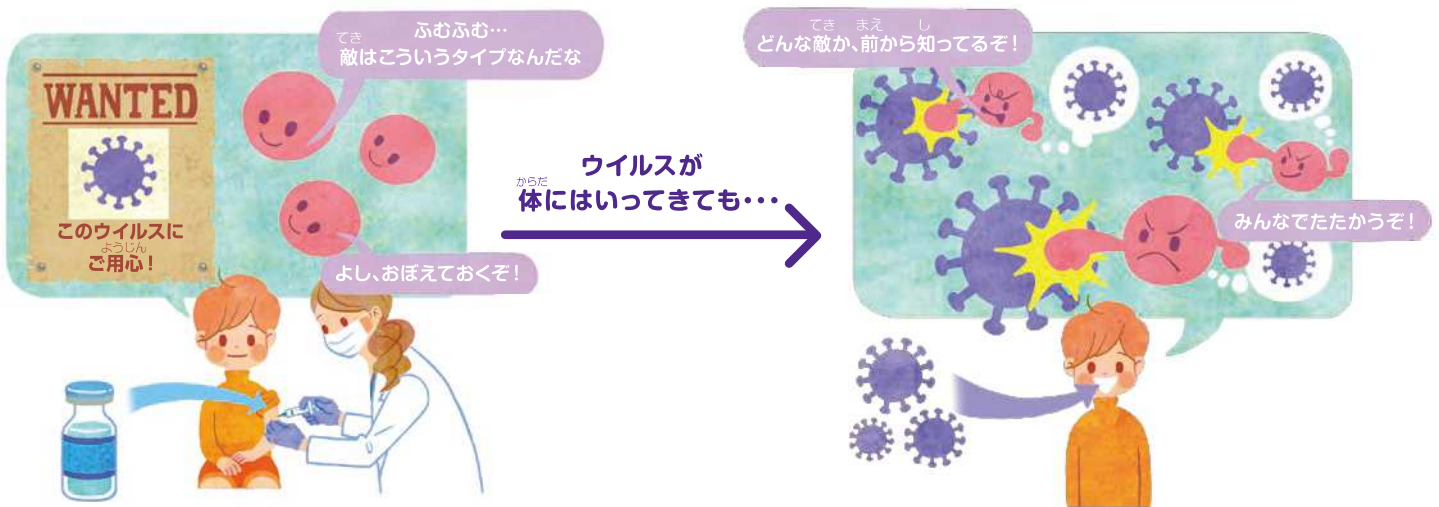 ふむふむ…
敵はこういうタイプなんだな
てき
WANTED
このウイルスに
ご用心!
ようじん
よし、おぼえておくぞ!
ウイルスが
体にはいってきても・・・
からだ
どんな敵か、前から知ってるぞ!
てき まえ し
みんなでたたかうぞ!